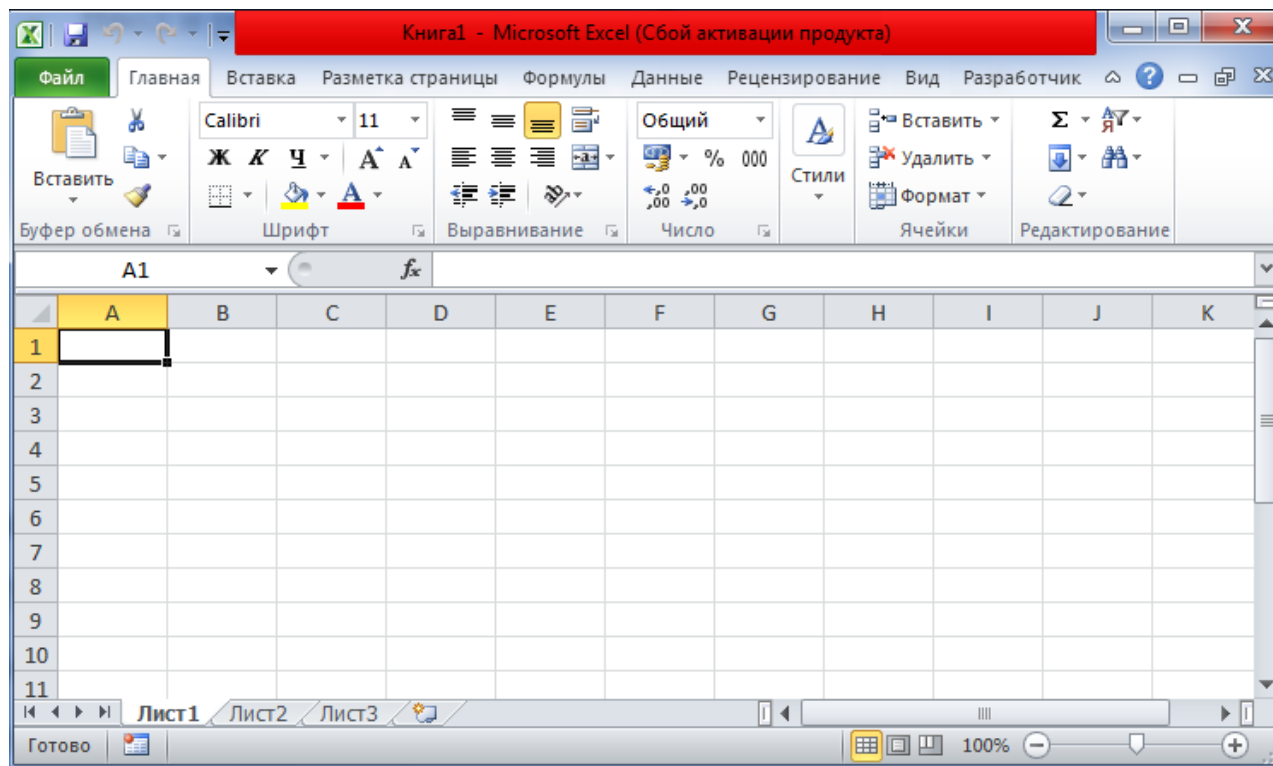 Книга1 - Microsoft Excel (Сбой активации продукта)
Файл Главная Вставка Разметка страницы Формулы Данные Рецензирование Вид Разработчик
Calibri 11 Общий Вставить
Ж К Ч % 000 Удалить
Вставить Стили
Формат
Буфер обмена Шрифт Выравнивание Число Ячейки Редактирование
A1 fx
A B C D E F G H I J K
1
2
3
4
5
6
7
8
9
10
11
Лист1 Лист2 Лист3
Готово 100%